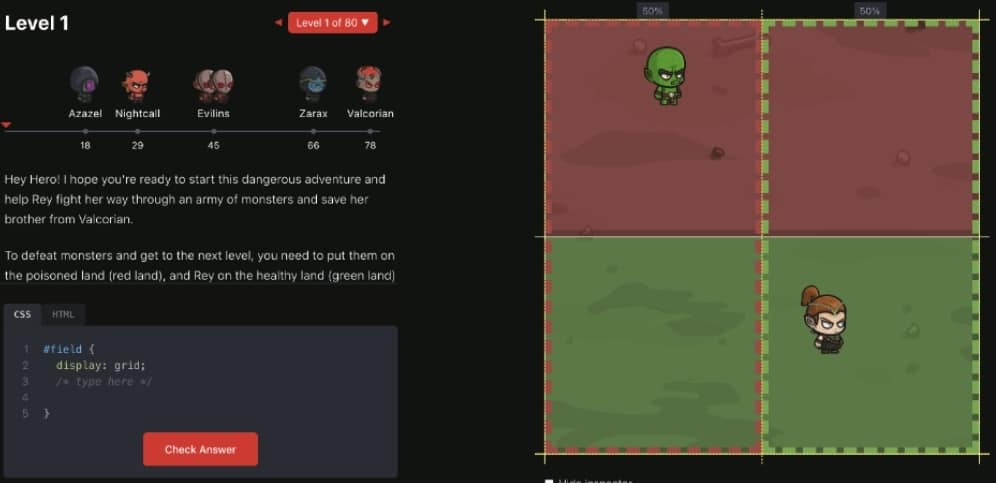 Level 1
Level 1 of 80
50%
50%
Azazel Nightcall Evilins Zarax Valcorian
18 29 45 66 78
Hey Hero! I hope you're ready to start this dangerous adventure and
help Rey fight her way through an army of monsters and save her
brother from Valcorian.
To defeat monsters and get to the next level, you need to put them on
the poisoned land (red land), and Rey on the healthy land (green land)
CSS HTML
1 #field {
2 display: grid;
3 /* type here */
4
5 }
Check Answer